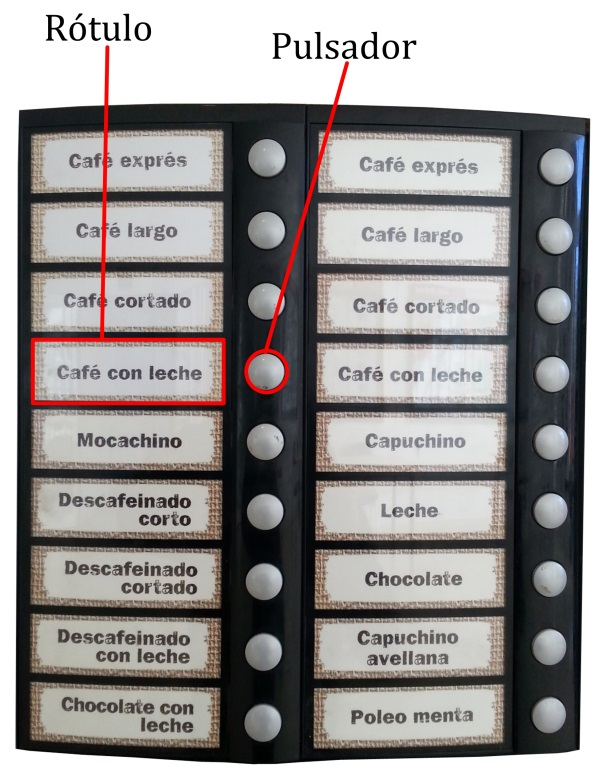 Rótulo
Pulsador
Café exprés
Café largo
Café cortado
Café con leche
Mocachino
Descafeinado
corto
Descafeinado
cortado
Descafeinado
con leche
Chocolate con
leche
Café exprés
Café largo
Café cortado
Café con leche
Capuchino
Leche
Chocolate
Capuchino
avellana
Poleo menta